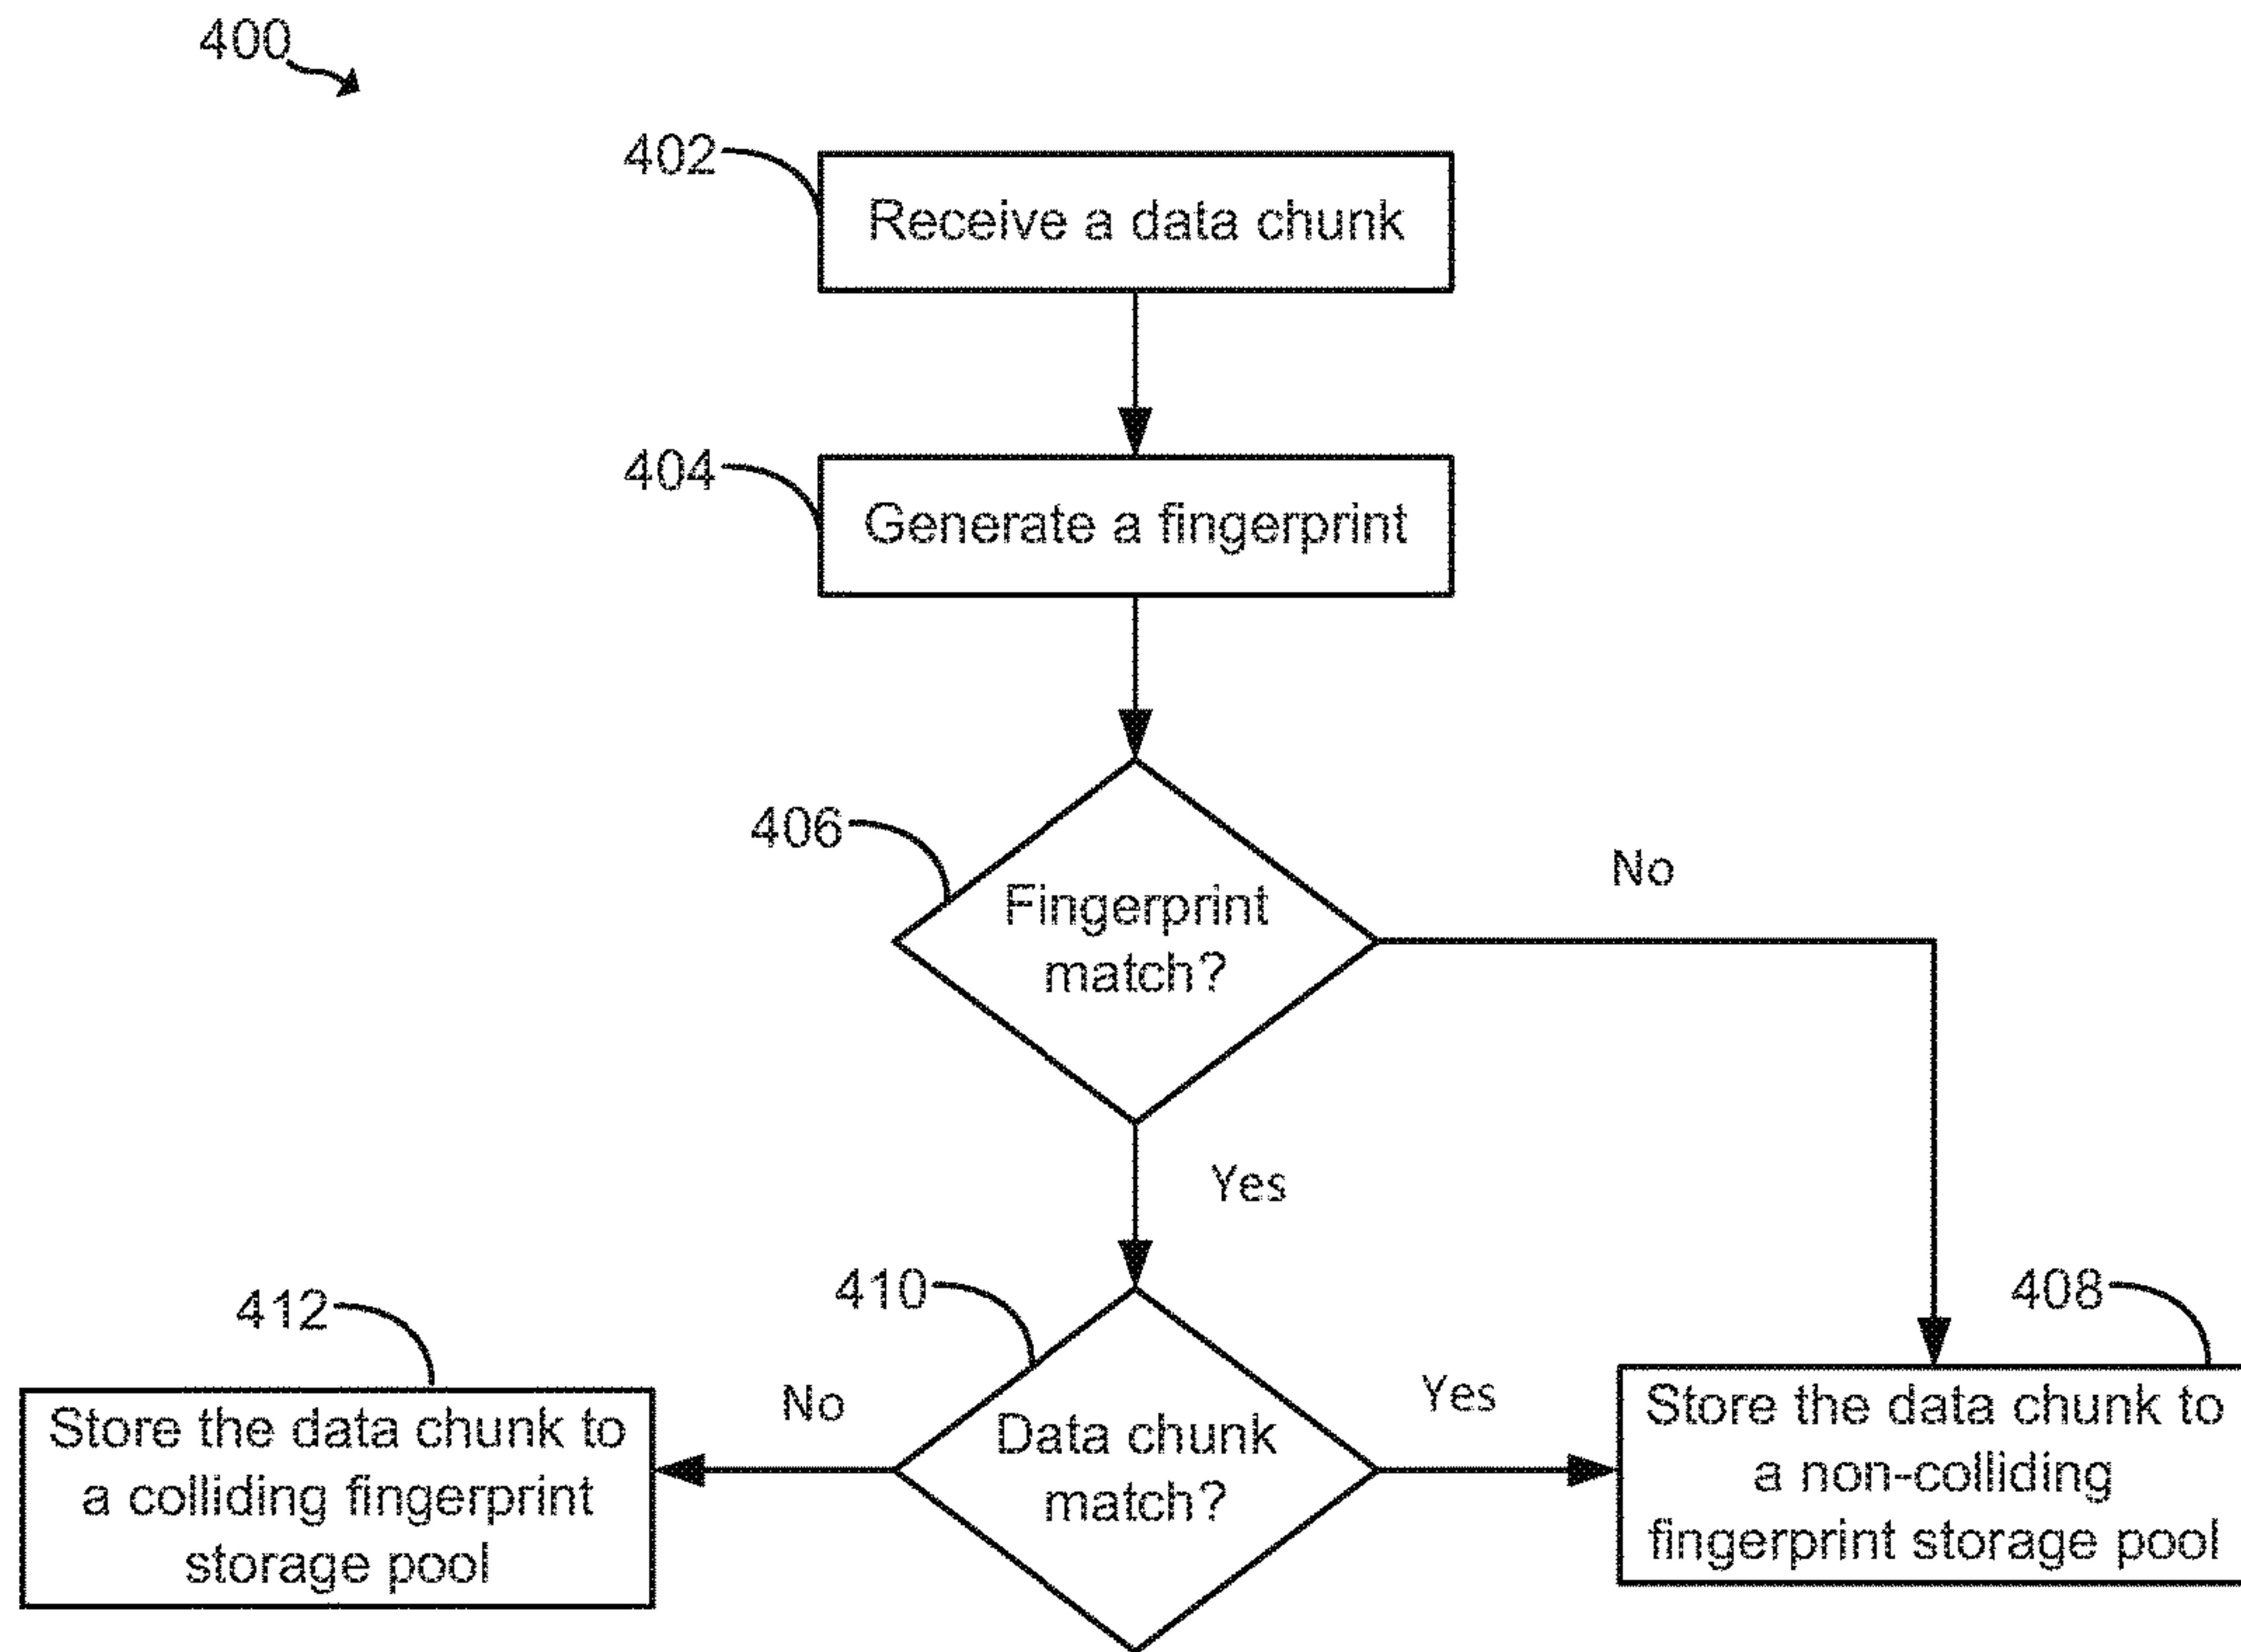 400
402
Receive a data chunk
404
Generate a fingerprint
406
Fingerprint
match?
No
Yes
410
412
408
Store the data chunk to
a colliding fingerprint
storage pool
No
Data chunk
match?
Yes
Store the data chunk to
a non-colliding
fingerprint storage pool